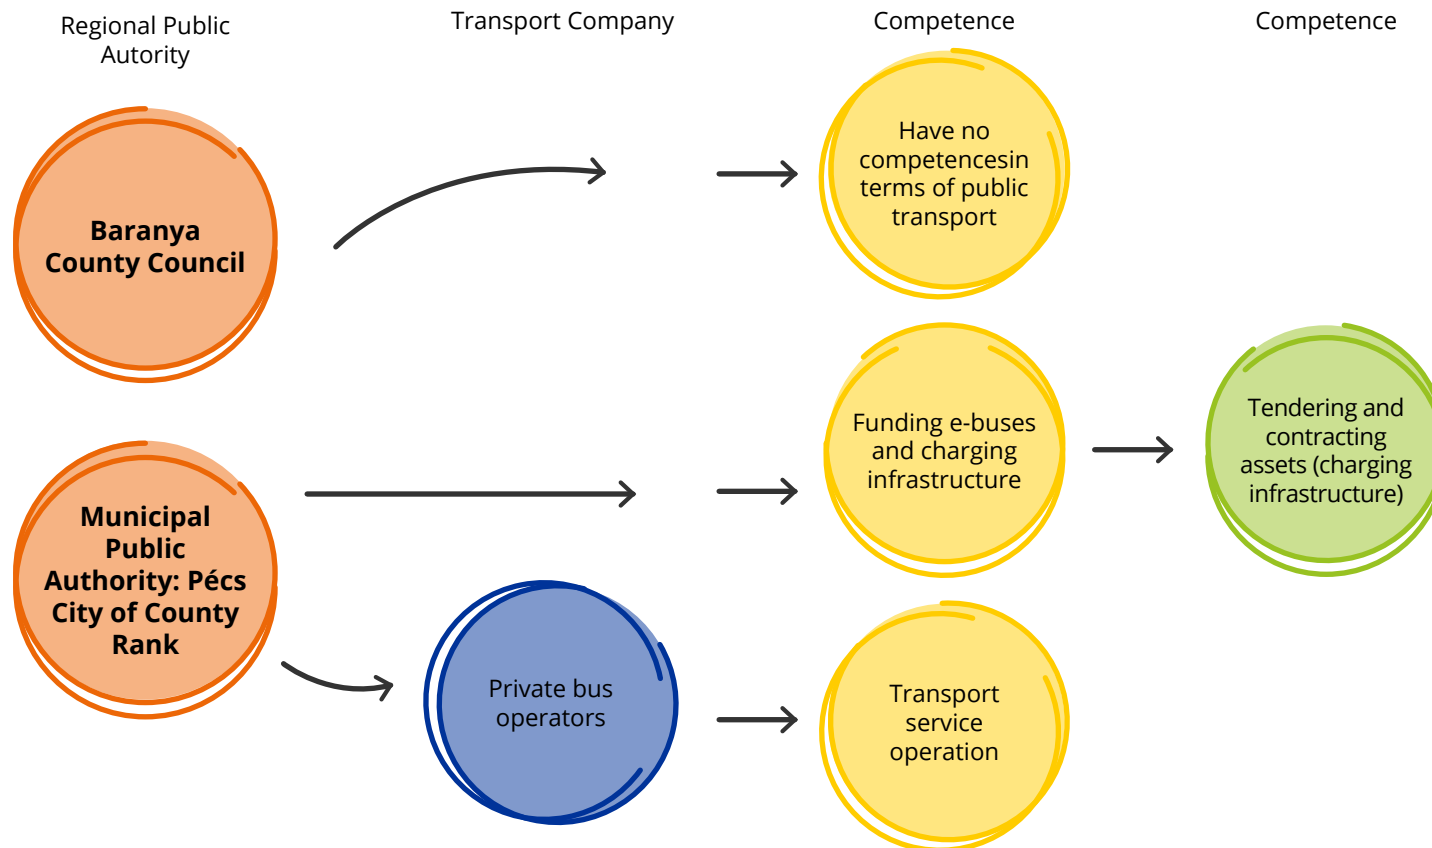 Regional Public
Autority
Transport Company
Competence
Competence
Baranya
County Council
Have no
competencesin
terms of public
transport
Municipal
Public
Authority: Pécs
City of County
Rank
Funding e-buses
and charging
infrastructure
Tendering and
contracting
assets (charging
infrastructure)
Private bus
operators
Transport
service
operation